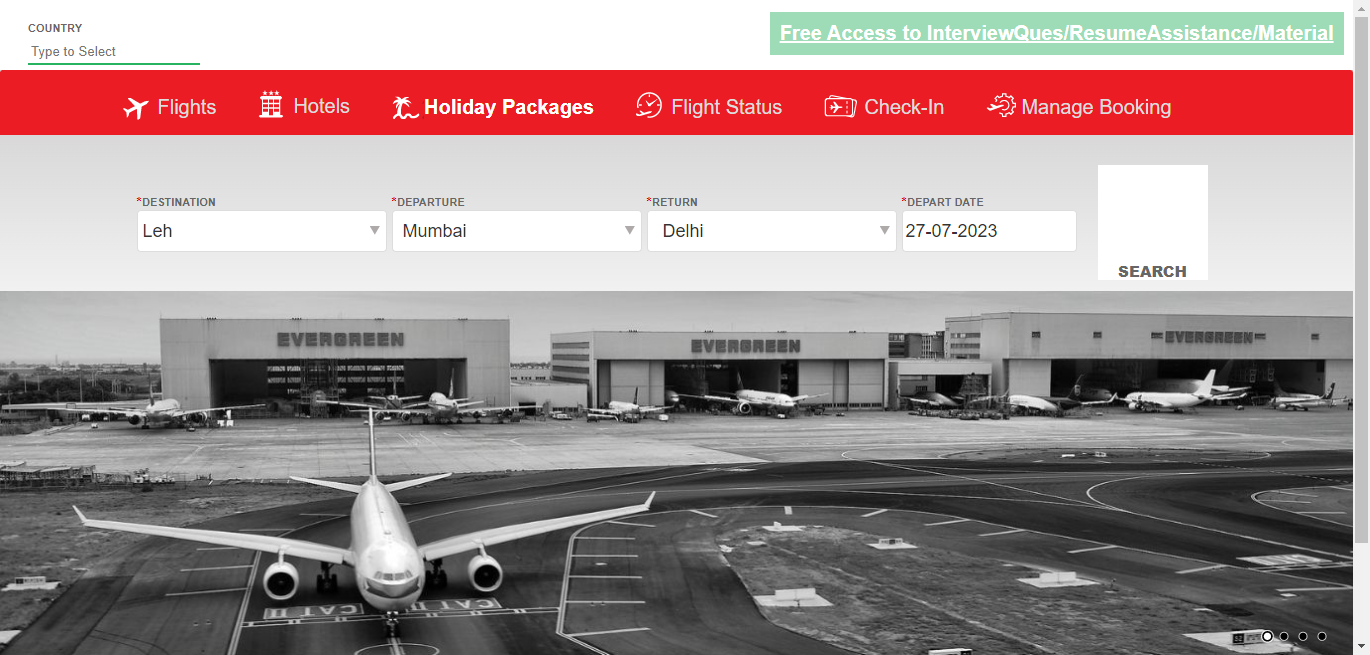 COUNTRY
Type to Select
Free Access to InterviewQues/ResumeAssistance/Material
Flights
Hotels
Holiday Packages
Flight Status
Check-In
Manage Booking
*DESTINATION
*DEPARTURE
*RETURN
*DEPART DATE
Leh
Mumbai
Delhi
27-07-2023
SEARCH
EVERGREEN
EVERGREEN
EVERGREEN
CAT II
CAT II